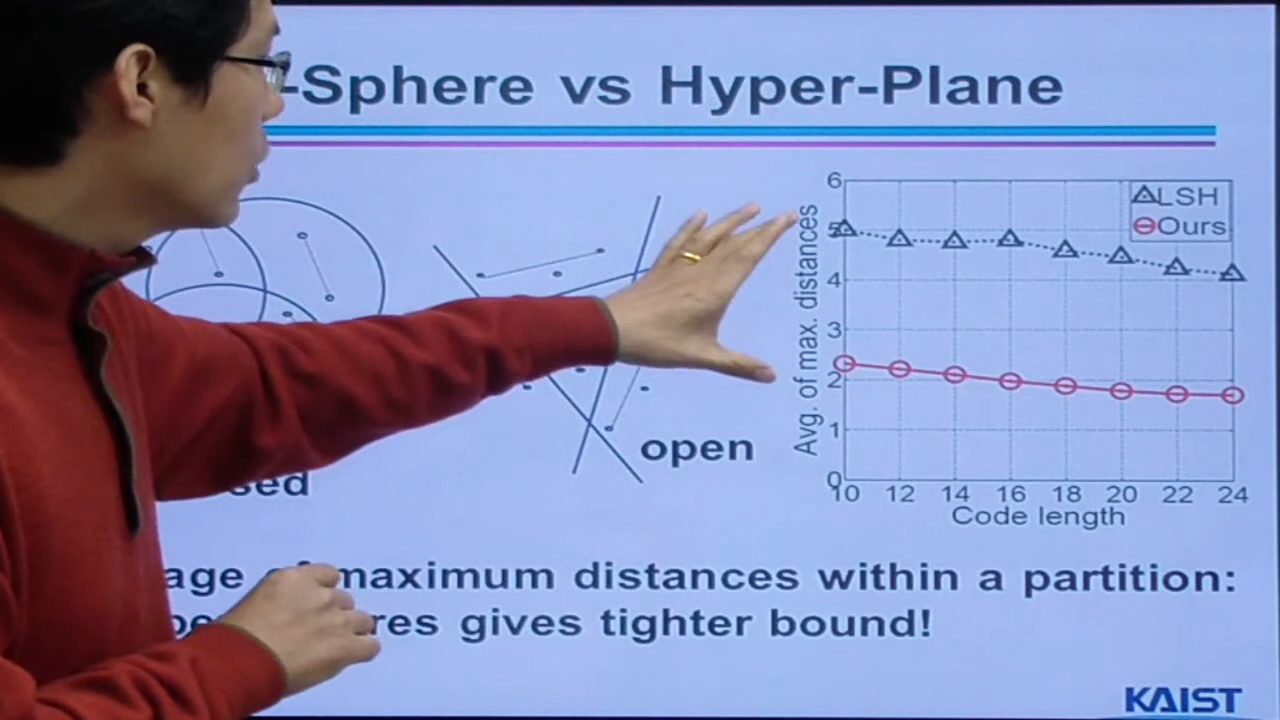 -Sphere vs Hyper-Plane
6
5
4
3
2
1
0
Avg. of max. distances
LSH
Ours
10 12 14 16 18 20 22 24
Code length
open
sed
age of maximum distances within a partition:
gives tighter bound!
KAIST